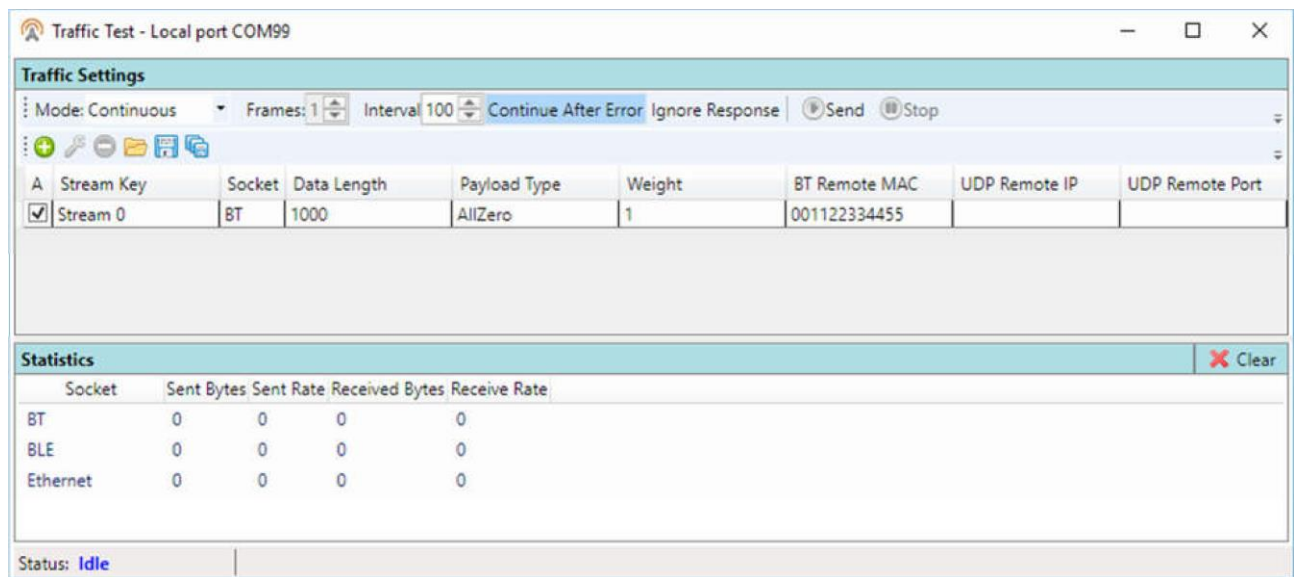 Traffic Test - Local port COM99
Traffic Settings
Mode: Continuous Frames: 1 Interval 100 Continue After Error Ignore Response Send Stop
A Stream Key Socket Data Length Payload Type Weight BT Remote MAC UDP Remote IP UDP Remote Port
Stream 0 BT 1000 AllZero 1 001122334455
Statistics Clear
Socket Sent Bytes Sent Rate Received Bytes Receive Rate
BT 0 0 0 0
BLE 0 0 0 0
Ethernet 0 0 0 0
Status: Idle